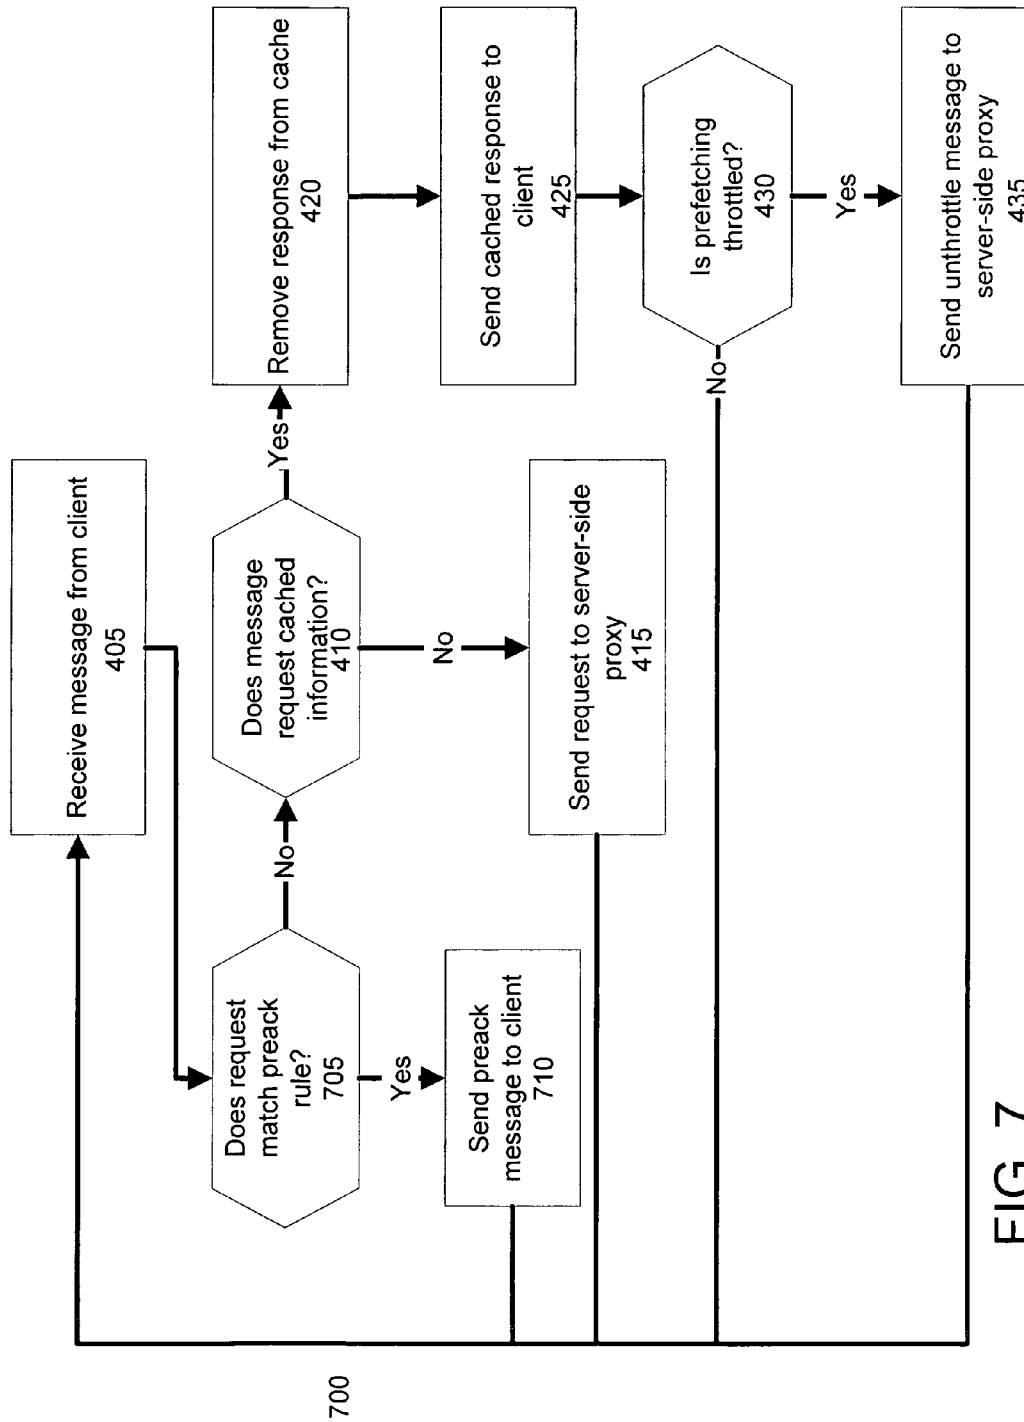 Receive message from client
405
Does request
match preack
rule?
705
No
Does message
request cached
information?
410
Yes
Remove response from cache
420
Yes
No
Send preack
message to client
710
Send request to server-side
proxy
415
Send cached response to
client
425
Is prefetching
throttled?
430
No
Yes
Send unthrottle message to
server-side proxy
435
700
FIG. 7